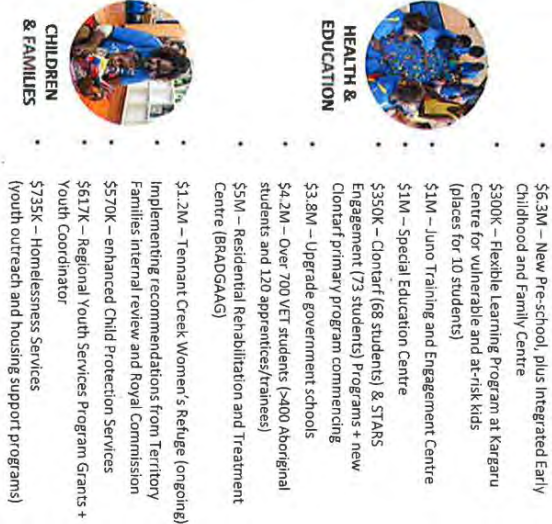 HEALTH &
EDUCATION
• $6.3M – New Pre-school, plus Integrated Early
Childhood and Family Centre
• $300K – Flexible Learning Program at Kargaru
Centre for vulnerable and at-risk kids
(places for 10 students)
• $1M – Juno Training and Engagement Centre
• $1M – Special Education Centre
• $350K – Clontarf (68 students) & STARS
Engagement (73 students) Programs + new
Clontarf primary program commencing
• $3.8M – Upgrade government schools
• $4.2M – Over 700 VET students (>400 Aboriginal
students and 120 apprentices/trainees)
• $5M – Residential Rehabilitation and Treatment
Centre (BRADGAAG)
CHILDREN
& FAMILIES
• $1.2M – Tennant Creek Women's Refuge (ongoing)
• Implementing recommendations from Territory
Families internal review and Royal Commission
• $570K – enhanced Child Protection Services
• $617K – Regional Youth Services Program Grants +
Youth Coordinator
• $735K – Homelessness Services
(youth outreach and housing support programs)